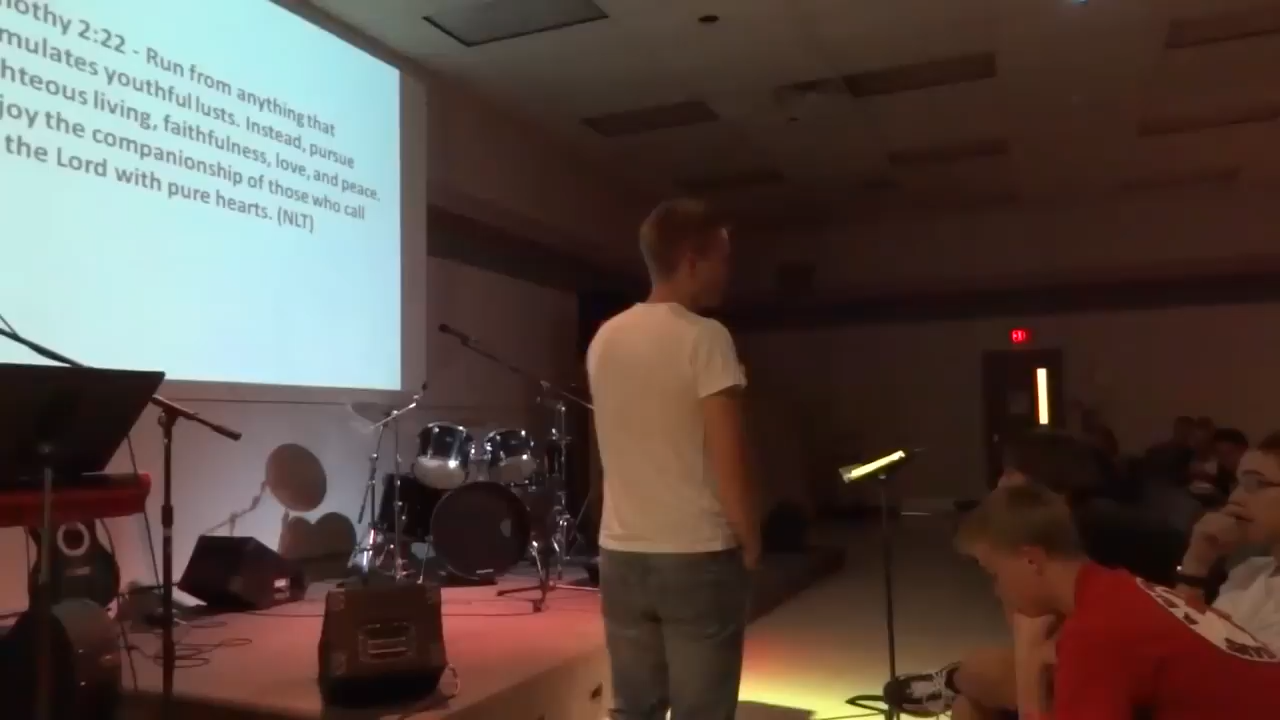 nothy 2:22 - Run from anything that
mulates youthful lusts. Instead, pursue
hteous living, faithfulness, love, and peace.
joy the companionship of those who call
the Lord with pure hearts. (NLT)